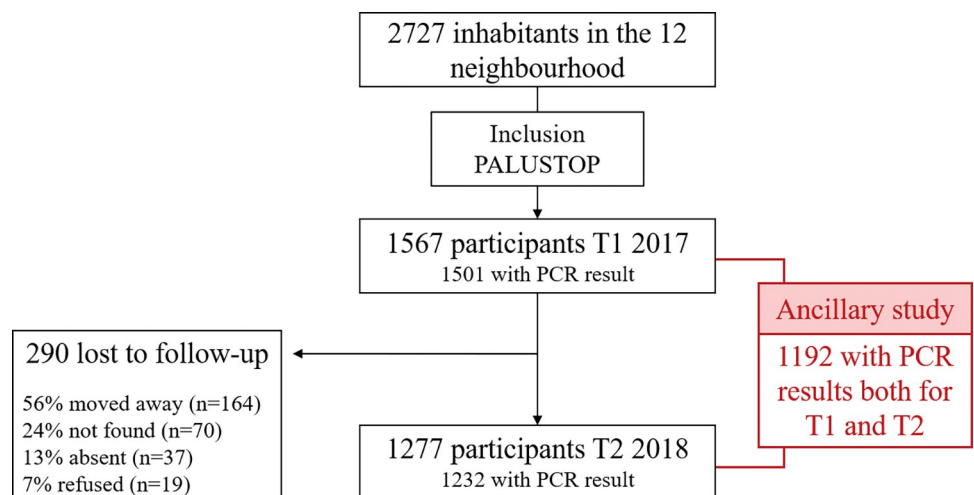 2727 inhabitants in the 12
neighbourhood
Inclusion
PALUSTOP
1567 participants T1 2017
1501 with PCR result
Ancillary study
1192 with PCR
results both for
T1 and T2
290 lost to follow-up
56% moved away (n=164)
24% not found (n=70)
13% absent (n=37)
7% refused (n=19)
1277 participants T2 2018
1232 with PCR result